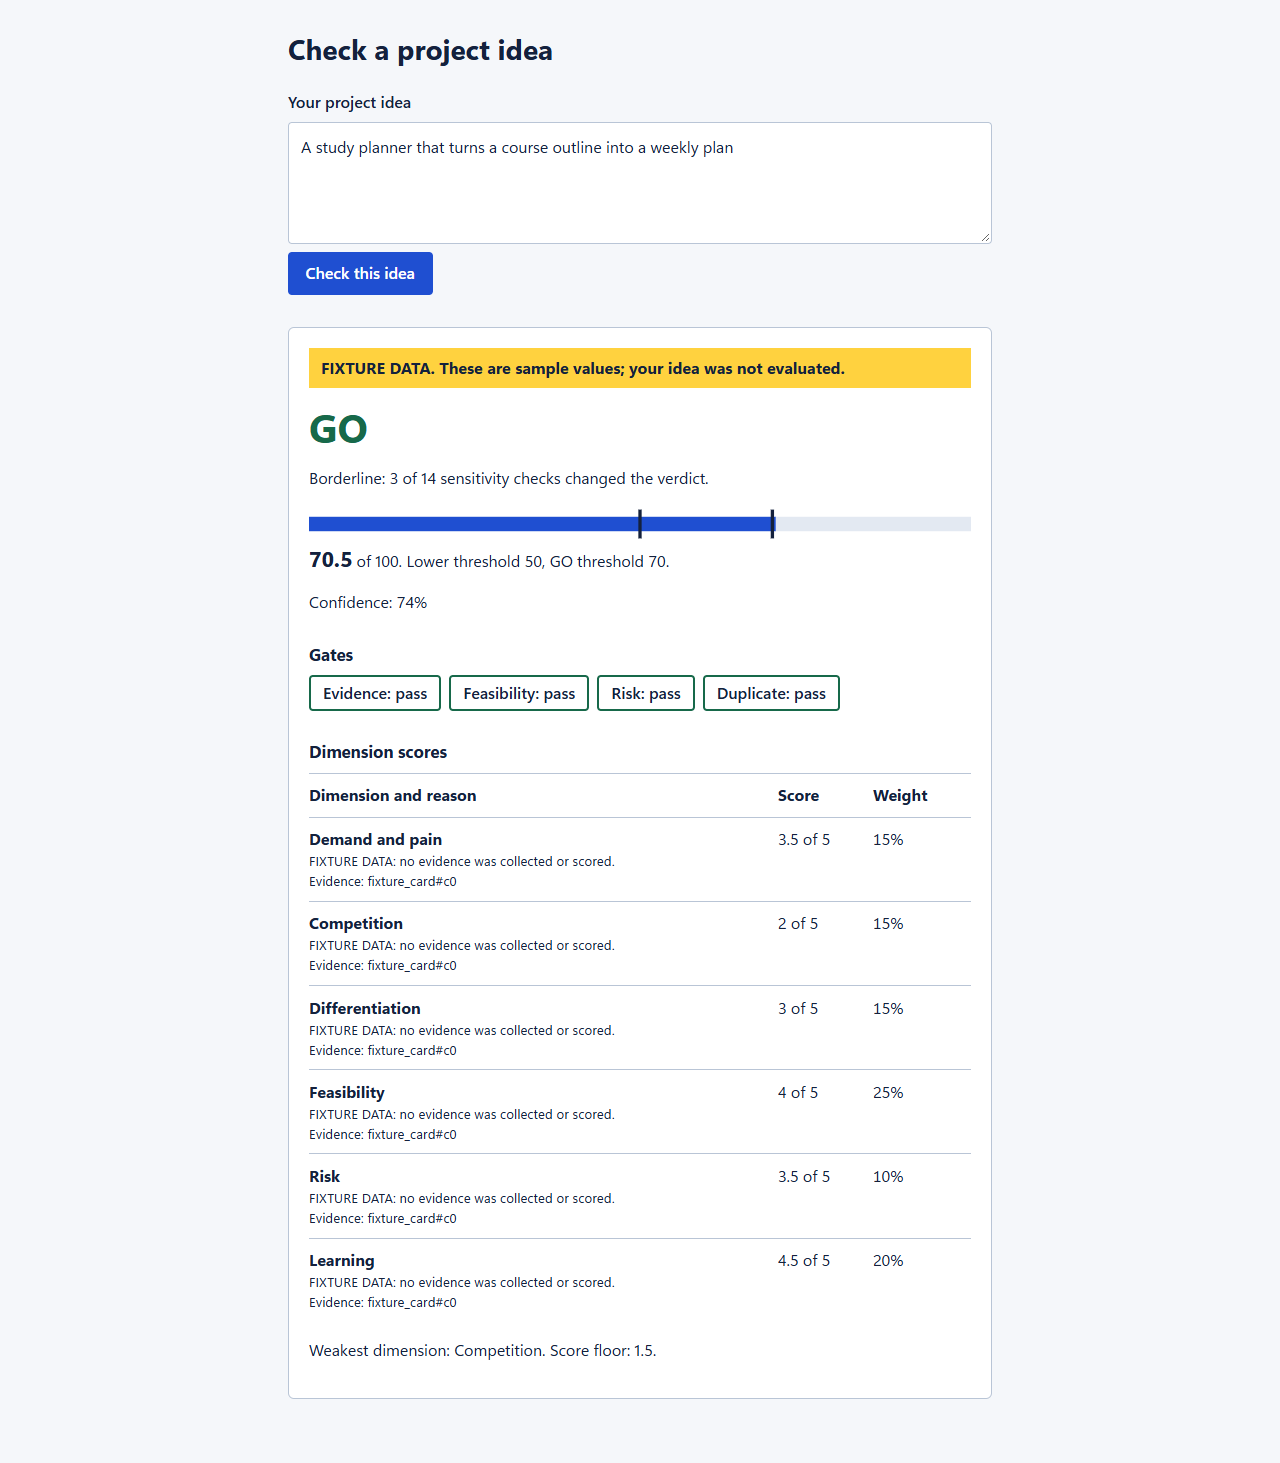 Check a project idea
Your project idea
A study planner that turns a course outline into a weekly plan
Check this idea
FIXTURE DATA. These are sample values; your idea was not evaluated.
GO
Borderline: 3 of 14 sensitivity checks changed the verdict.
70.5 of 100. Lower threshold 50, GO threshold 70.
Confidence: 74%
Gates
Evidence: pass Feasibility: pass Risk: pass Duplicate: pass
Dimension scores
Dimension and reason Score Weight
Demand and pain 3.5 of 5 15%
FIXTURE DATA: no evidence was collected or scored.
Evidence: fixture_card#c0
Competition 2 of 5 15%
FIXTURE DATA: no evidence was collected or scored.
Evidence: fixture_card#c0
Differentiation 3 of 5 15%
FIXTURE DATA: no evidence was collected or scored.
Evidence: fixture_card#c0
Feasibility 4 of 5 25%
FIXTURE DATA: no evidence was collected or scored.
Evidence: fixture_card#c0
Risk 3.5 of 5 10%
FIXTURE DATA: no evidence was collected or scored.
Evidence: fixture_card#c0
Learning 4.5 of 5 20%
FIXTURE DATA: no evidence was collected or scored.
Evidence: fixture_card#c0
Weakest dimension: Competition. Score floor: 1.5.